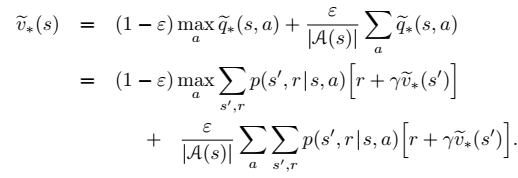 ṽ∗(s) = (1 − ε) max_a q̃∗(s, a) + ε/|𝒜(s)| ∑_a q̃∗(s, a)
= (1 − ε) max_a ∑_{s′,r} p(s′, r|s, a)[r + γṽ∗(s′)]
+ ε/|𝒜(s)| ∑_a ∑_{s′,r} p(s′, r|s, a)[r + γṽ∗(s′)].